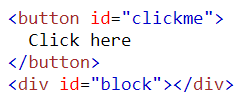 <button id="clickme">
  Click here
</button>
<div id="block"></div>